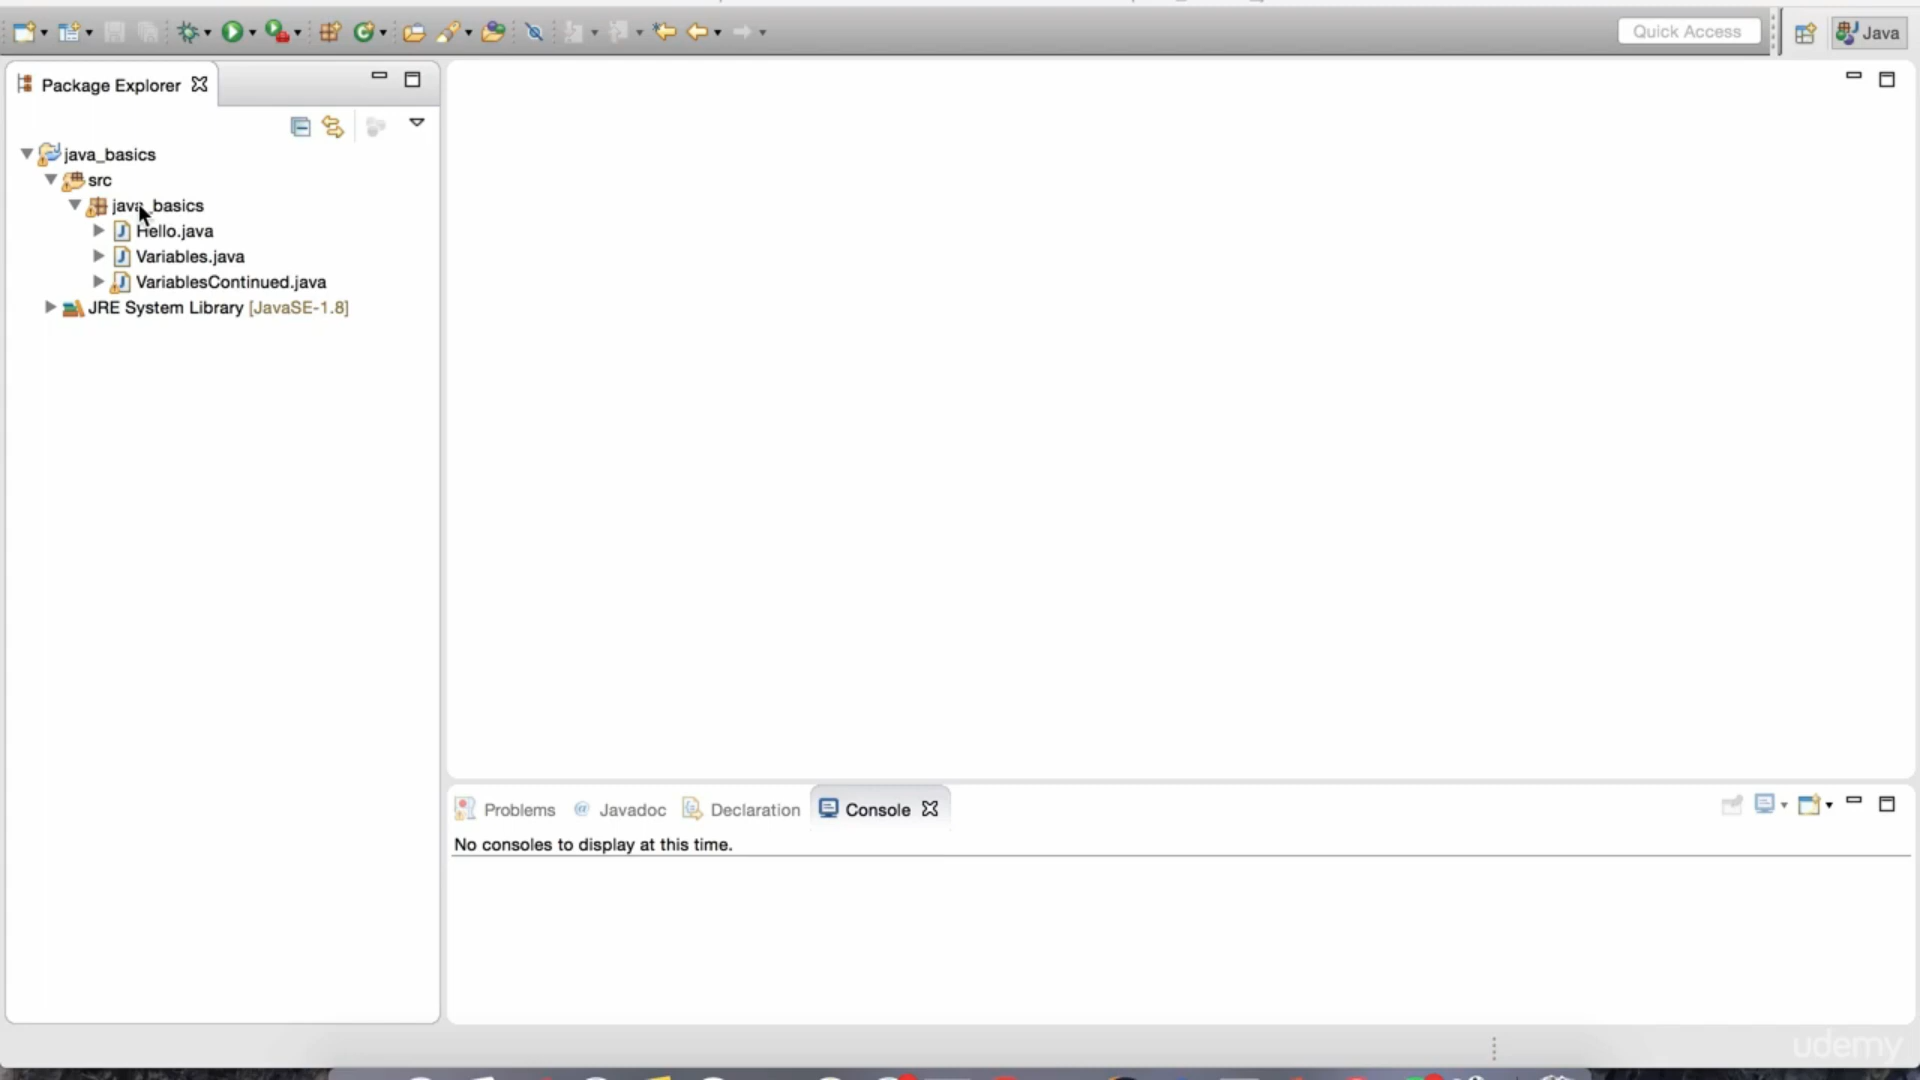 Quick Access
Java
Package Explorer
java_basics
src
java_basics
Hello.java
Variables.java
VariablesContinued.java
JRE System Library [JavaSE-1.8]
Problems @ Javadoc Declaration Console
No consoles to display at this time.
udemy